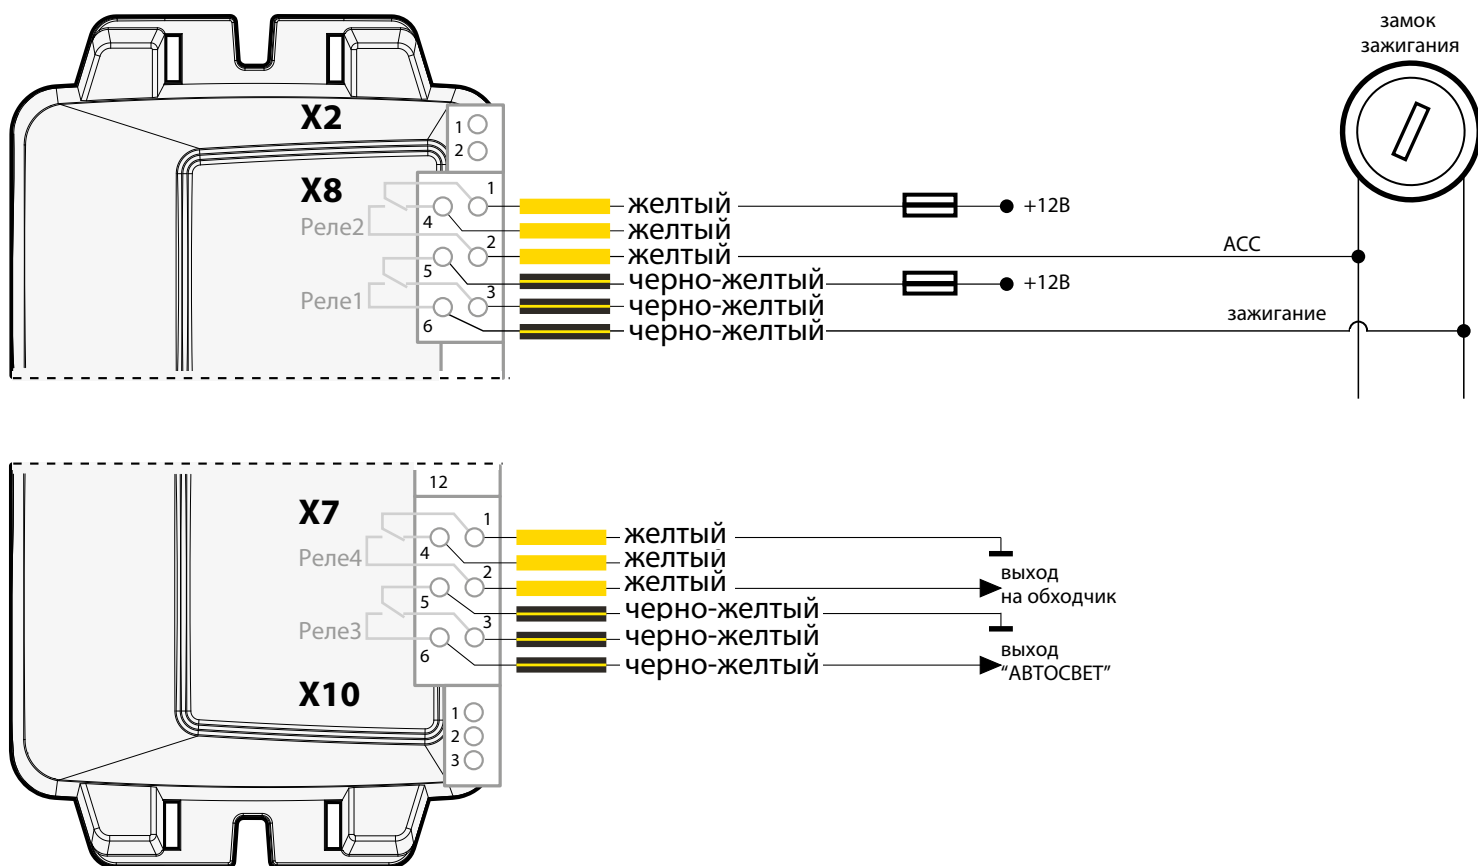 замок
зажигания
X2
1
2
X8
1
желтый
+12В
Реле2
4
желтый
2
желтый
ACC
5
черно-желтый
+12В
Реле1
3
черно-желтый
6
черно-желтый
зажигание
12
X7
1
желтый
Реле4
4
желтый
2
желтый
выход
на обходчик
5
черно-желтый
Реле3
3
черно-желтый
6
черно-желтый
выход
“АВТОСВЕТ”
X10
1
2
3